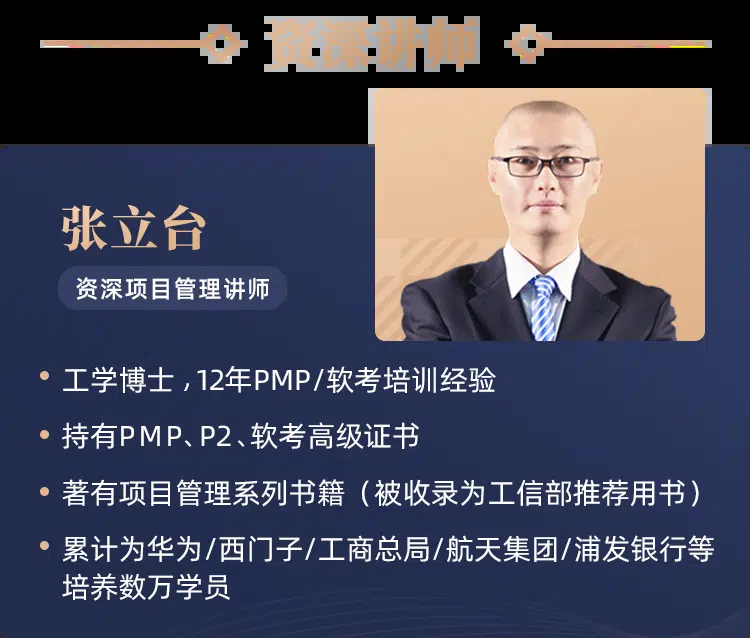 资深讲师
张立台
资深项目管理讲师
工学博士,12年PMP/软考培训经验
持有PMP、P2、软考高级证书
著有项目管理系列书籍（被收录为工信部推荐用书）
累计为华为/西门子/工商总局/航天集团/浦发银行等
培养数万学员